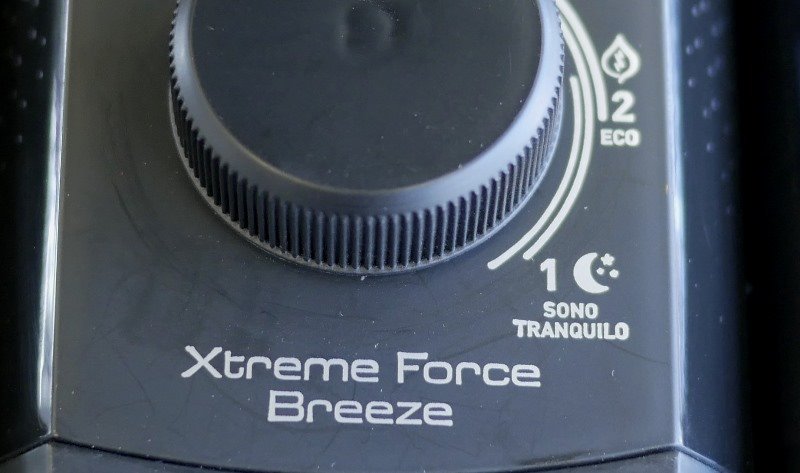 2
ECO
1
SONO
TRANQUILO
Xtreme Force
Breeze